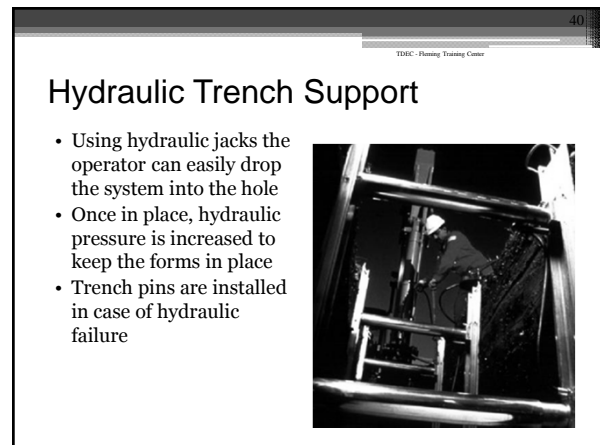 40
TDEC - Fleming Training Center
Hydraulic Trench Support
• Using hydraulic jacks the
operator can easily drop
the system into the hole
• Once in place, hydraulic
pressure is increased to
keep the forms in place
• Trench pins are installed
in case of hydraulic
failure